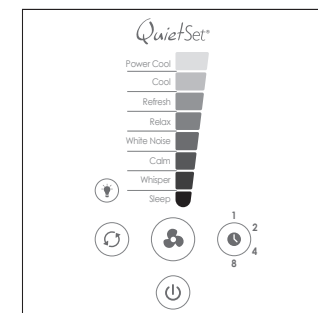 QuietSet®
Power Cool
Cool
Refresh
Relax
White Noise
Calm
Whisper
Sleep
1
2
4
8